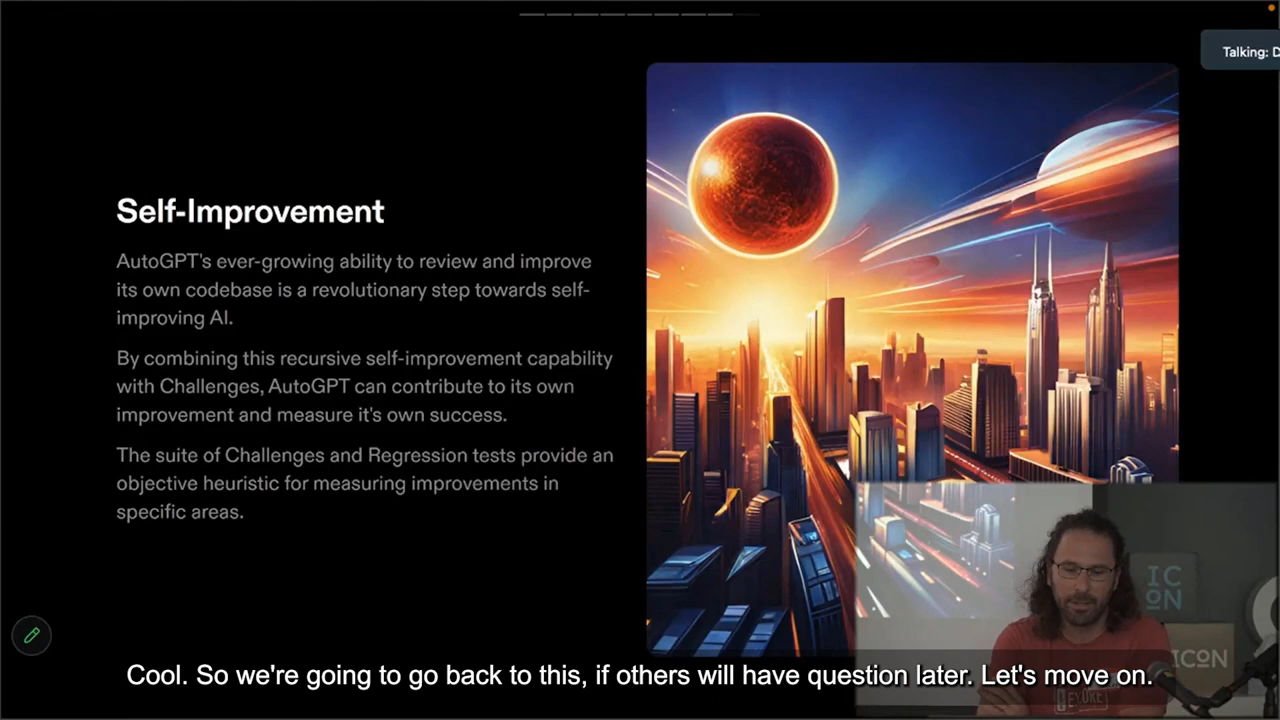 Talking: D
Self-Improvement
AutoGPT's ever-growing ability to review and improve
its own codebase is a revolutionary step towards self-
improving AI.
By combining this recursive self-improvement capability
with Challenges, AutoGPT can contribute to its own
improvement and measure it's own success.
The suite of Challenges and Regression tests provide an
objective heuristic for measuring improvements in
specific areas.
IC
ON
ICON
Cool. So we're going to go back to this, if others will have question later. Let's move on.